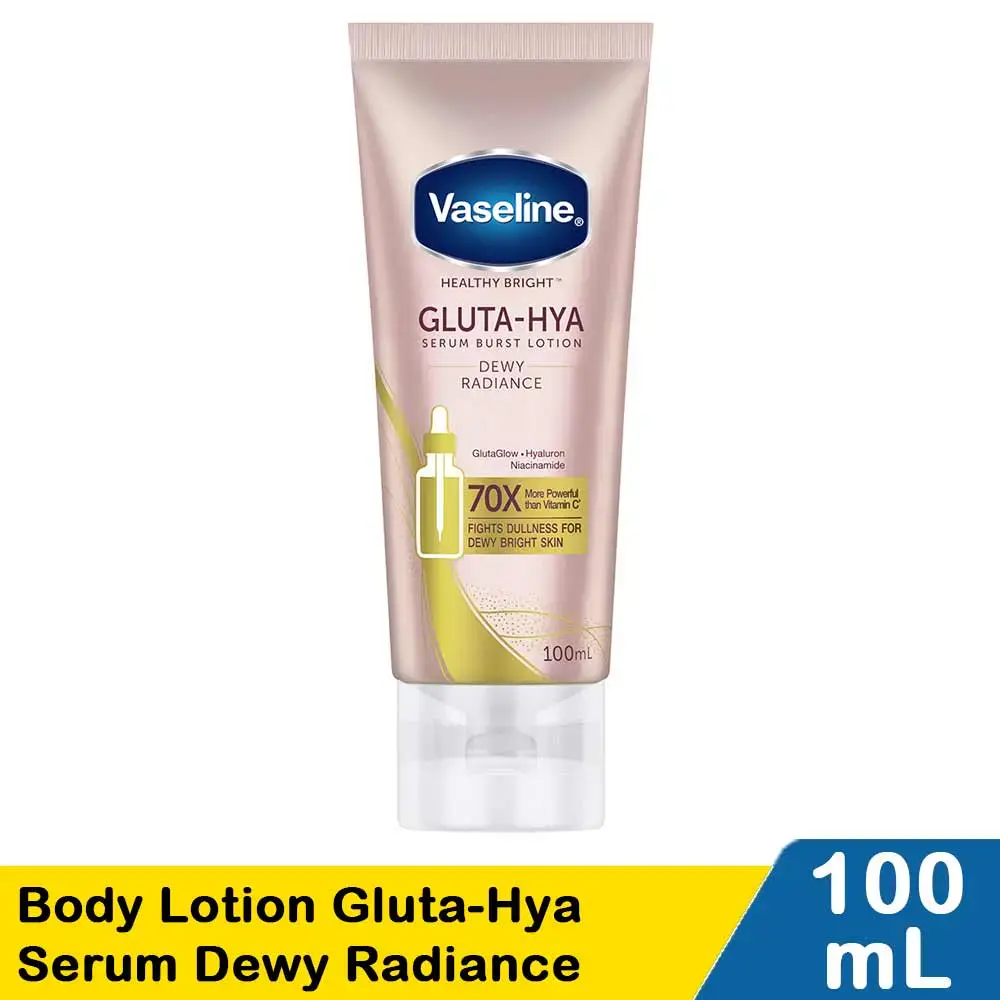 Vaseline®
HEALTHY BRIGHT™
GLUTA-HYA
SERUM BURST LOTION
DEWY
RADIANCE
GlutaGlow • Hyaluron
Niacinamide
70X More Powerful
than Vitamin C*
FIGHTS DULLNESS FOR
DEWY BRIGHT SKIN
100mL
Body Lotion Gluta-Hya
Serum Dewy Radiance
100
mL